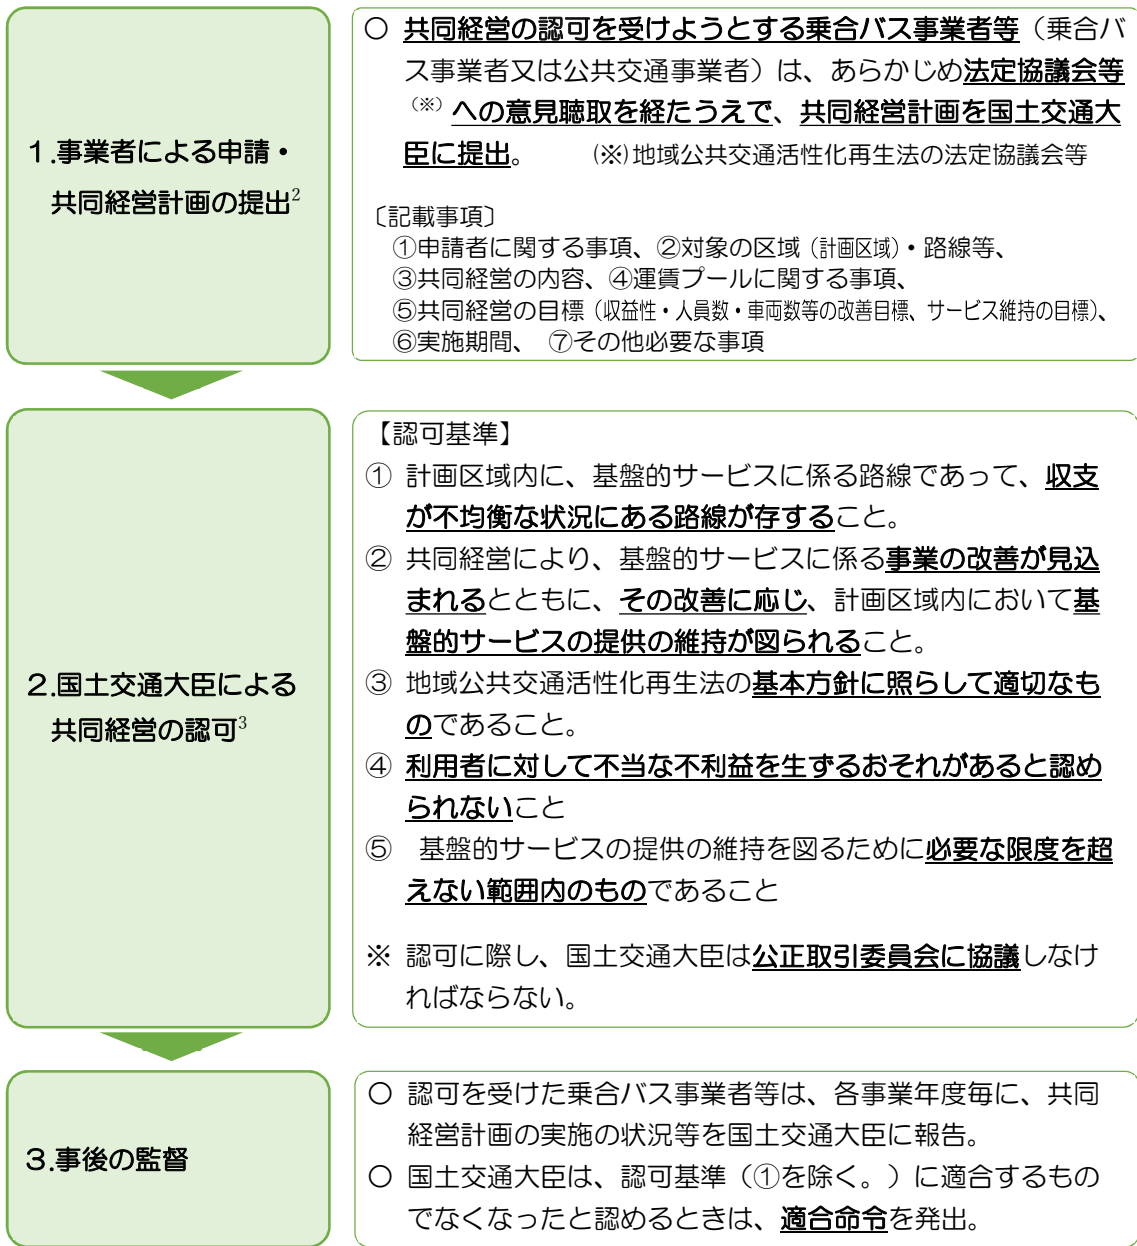 1.事業者による申請・
共同経営計画の提出2
〇 共同経営の認可を受けようとする乗合バス事業者等（乗合バ
ス事業者又は公共交通事業者）は、あらかじめ法定協議会等
（※）への意見聴取を経たうえで、共同経営計画を国土交通大
臣に提出。 (※)地域公共交通活性化再生法の法定協議会等
〔記載事項〕
①申請者に関する事項、②対象の区域（計画区域）・路線等、
③共同経営の内容、④運賃プールに関する事項、
⑤共同経営の目標（収益性・人員数・車両数等の改善目標、サービス維持の目標）、
⑥実施期間、 ⑦その他必要な事項
2.国土交通大臣による
共同経営の認可3
【認可基準】
① 計画区域内に、基盤的サービスに係る路線であって、収支
が不均衡な状況にある路線が存すること。
② 共同経営により、基盤的サービスに係る事業の改善が見込
まれるとともに、その改善に応じ、計画区域内において基
盤的サービスの提供の維持が図られること。
③ 地域公共交通活性化再生法の基本方針に照らして適切なも
のであること。
④ 利用者に対して不当な不利益を生ずるおそれがあると認め
られないこと
⑤ 基盤的サービスの提供の維持を図るために必要な限度を超
えない範囲内のものであること
※ 認可に際し、国土交通大臣は公正取引委員会に協議しなけ
ればならない。
3.事後の監督
〇 認可を受けた乗合バス事業者等は、各事業年度毎に、共同
経営計画の実施の状況等を国土交通大臣に報告。
〇 国土交通大臣は、認可基準（①を除く。）に適合するもの
でなくなったと認めるときは、適合命令を発出。